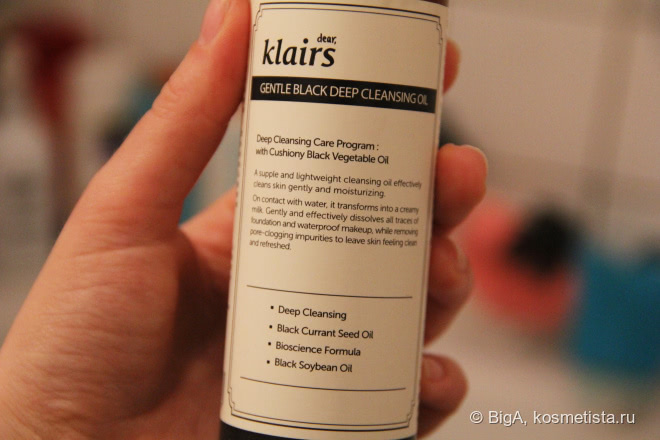 dear,
klairs
GENTLE BLACK DEEP CLEANSING OIL
Deep Cleansing Care Program :
with Cushiony Black Vegetable Oil
A supple and lightweight cleansing oil effectively
cleans skin gently and moisturizing.
On contact with water, it transforms into a creamy
milk. Gently and effectively dissolves all traces of
foundation and waterproof makeup, while removing
pore-clogging impurities to leave skin feeling clean
and refreshed.
• Deep Cleansing
• Black Currant Seed Oil
• Bioscience Formula
• Black Soybean Oil
© BigA, kosmetista.ru